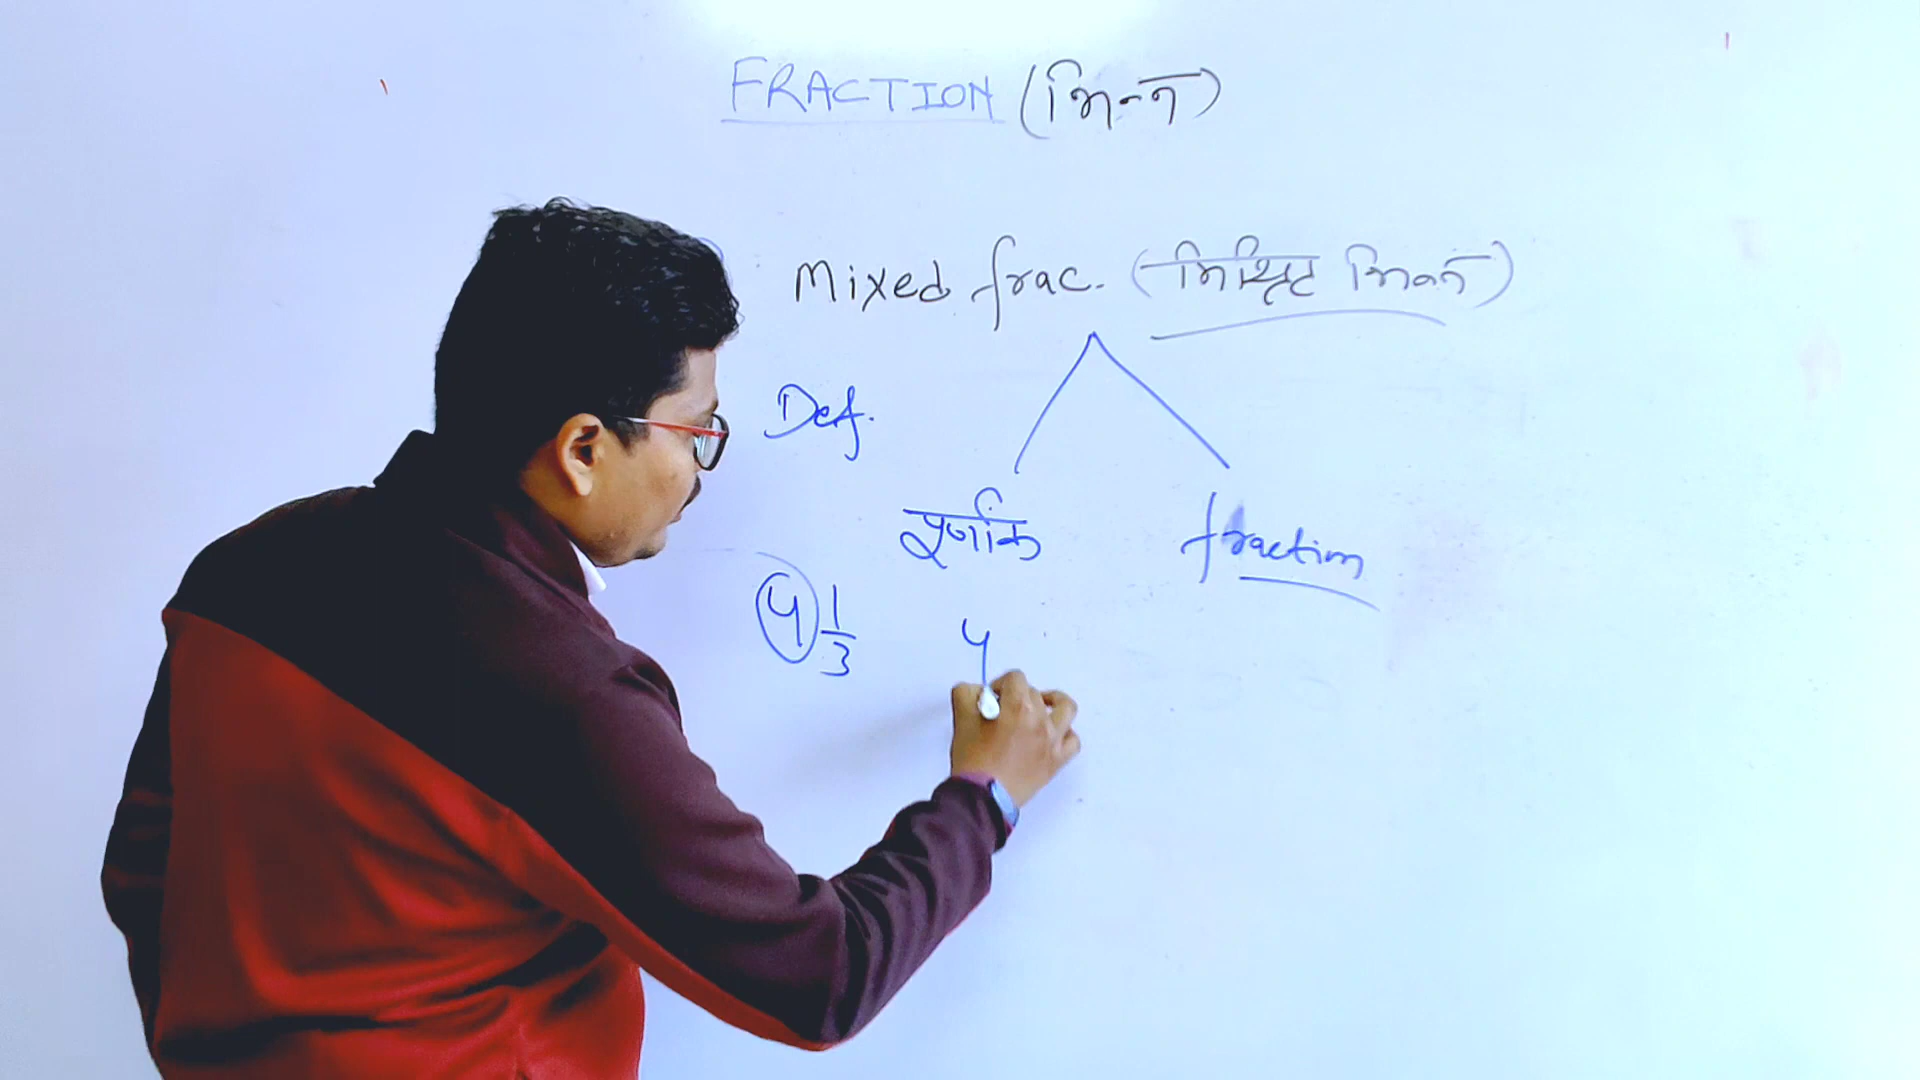 FRACTION (भिन्न)
Mixed frac. (मिश्रित भिन्न)
Def.
पूर्णांक fraction
4 1/3 4